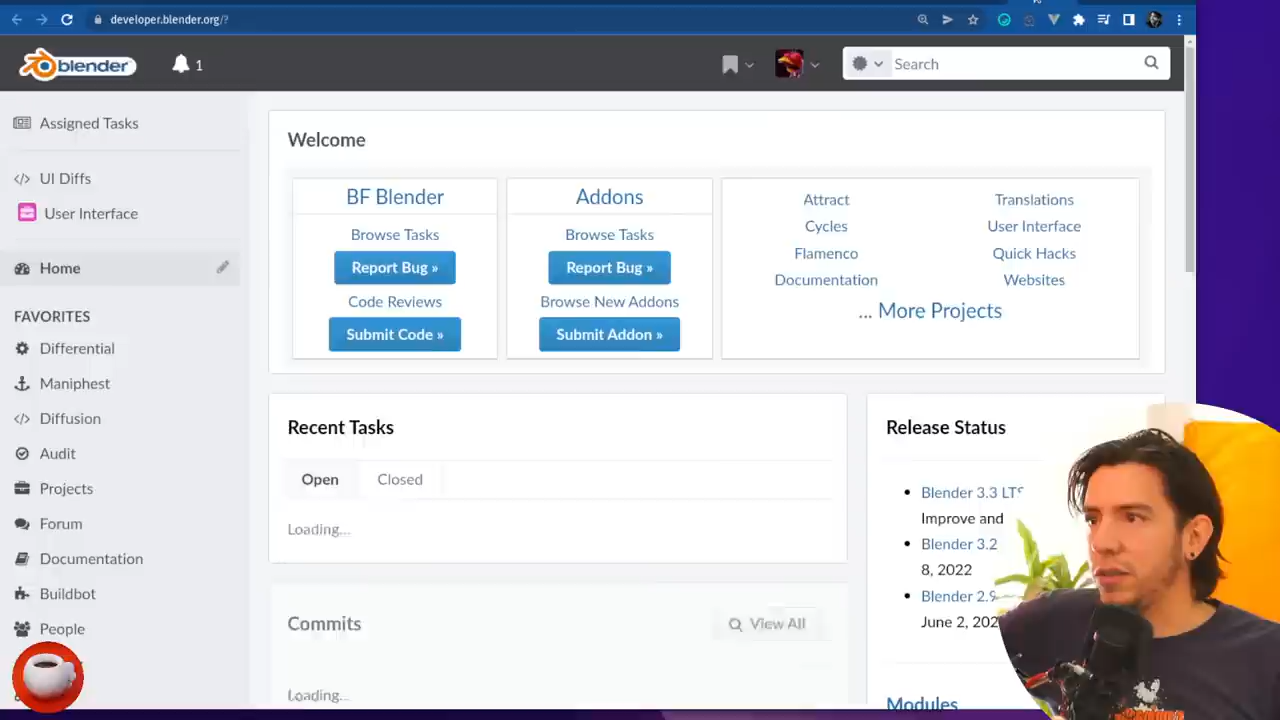 developer.blender.org/?
blender
1
Search
Assigned Tasks
UI Diffs
User Interface
Home
FAVORITES
Differential
Maniphest
Diffusion
Audit
Projects
Forum
Documentation
Buildbot
People
Welcome
BF Blender
Browse Tasks
Report Bug »
Code Reviews
Submit Code »
Addons
Browse Tasks
Report Bug »
Browse New Addons
Submit Addon »
Attract
Translations
Cycles
User Interface
Flamenco
Quick Hacks
Documentation
Websites
... More Projects
Recent Tasks
Open
Closed
Loading...
Commits
View All
Loading...
Release Status
Blender 3.3 LTS
Improve and
Blender 3.2
8, 2022
Blender 2.9
June 2, 202
Modules